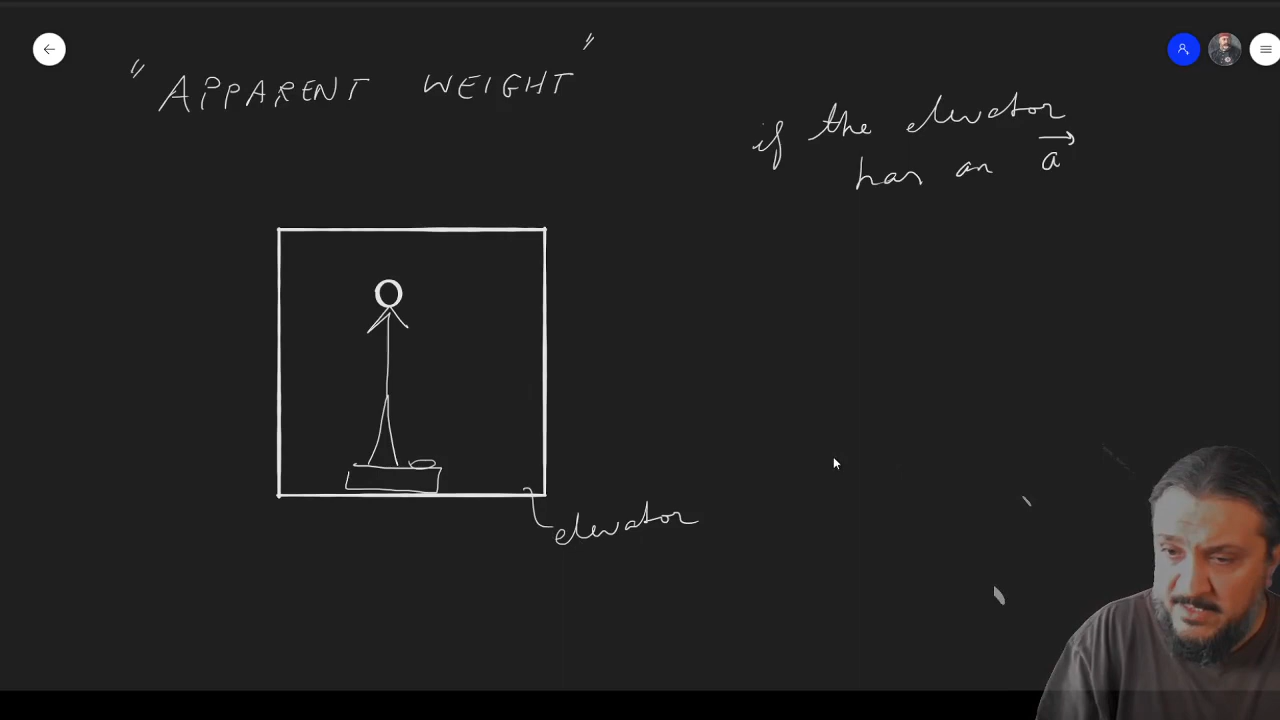 "APPARENT WEIGHT"
if the elevator
has an a⃗
elevator